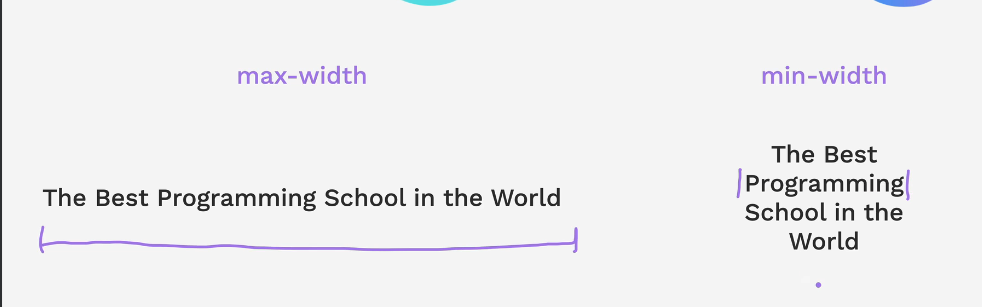 max-width
The Best Programming School in the World
min-width
The Best
Programming
School in the
World